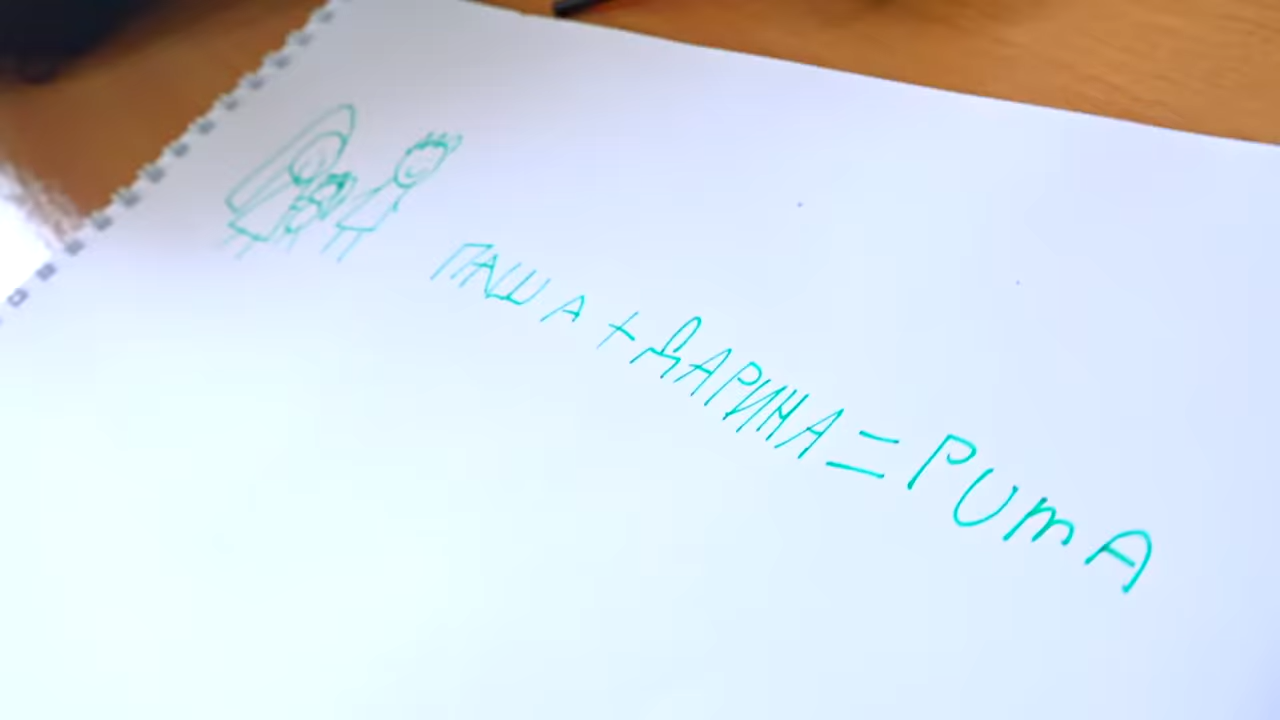 ПАША + ДАРИНА = РИтА